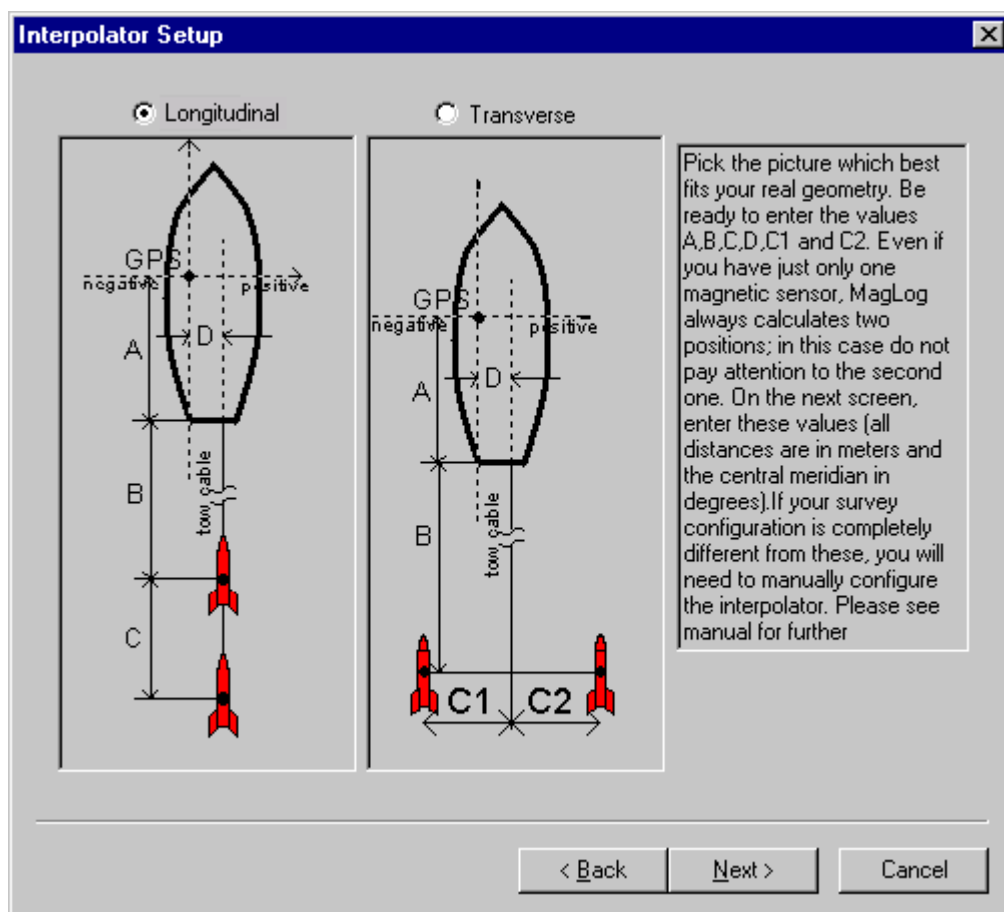 Interpolator Setup
Longitudinal
Transverse
GPS
negative
positive
A
D
B
tow cable
C
GPS
negative
positive
A
D
B
tow cable
C1
C2
Pick the picture which best
fits your real geometry. Be
ready to enter the values
A,B,C,D,C1 and C2. Even if
you have just only one
magnetic sensor, MagLog
always calculates two
positions; in this case do not
pay attention to the second
one. On the next screen,
enter these values (all
distances are in meters and
the central meridian in
degrees).If your survey
configuration is completely
different from these, you will
need to manually configure
the interpolator. Please see
manual for further
< Back
Next >
Cancel